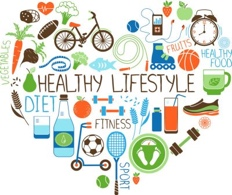 VEGETABLES
FRUITS
HEALTHY
FOOD
HEALTHY LIFESTYLE
DIET
FITNESS
SPORT